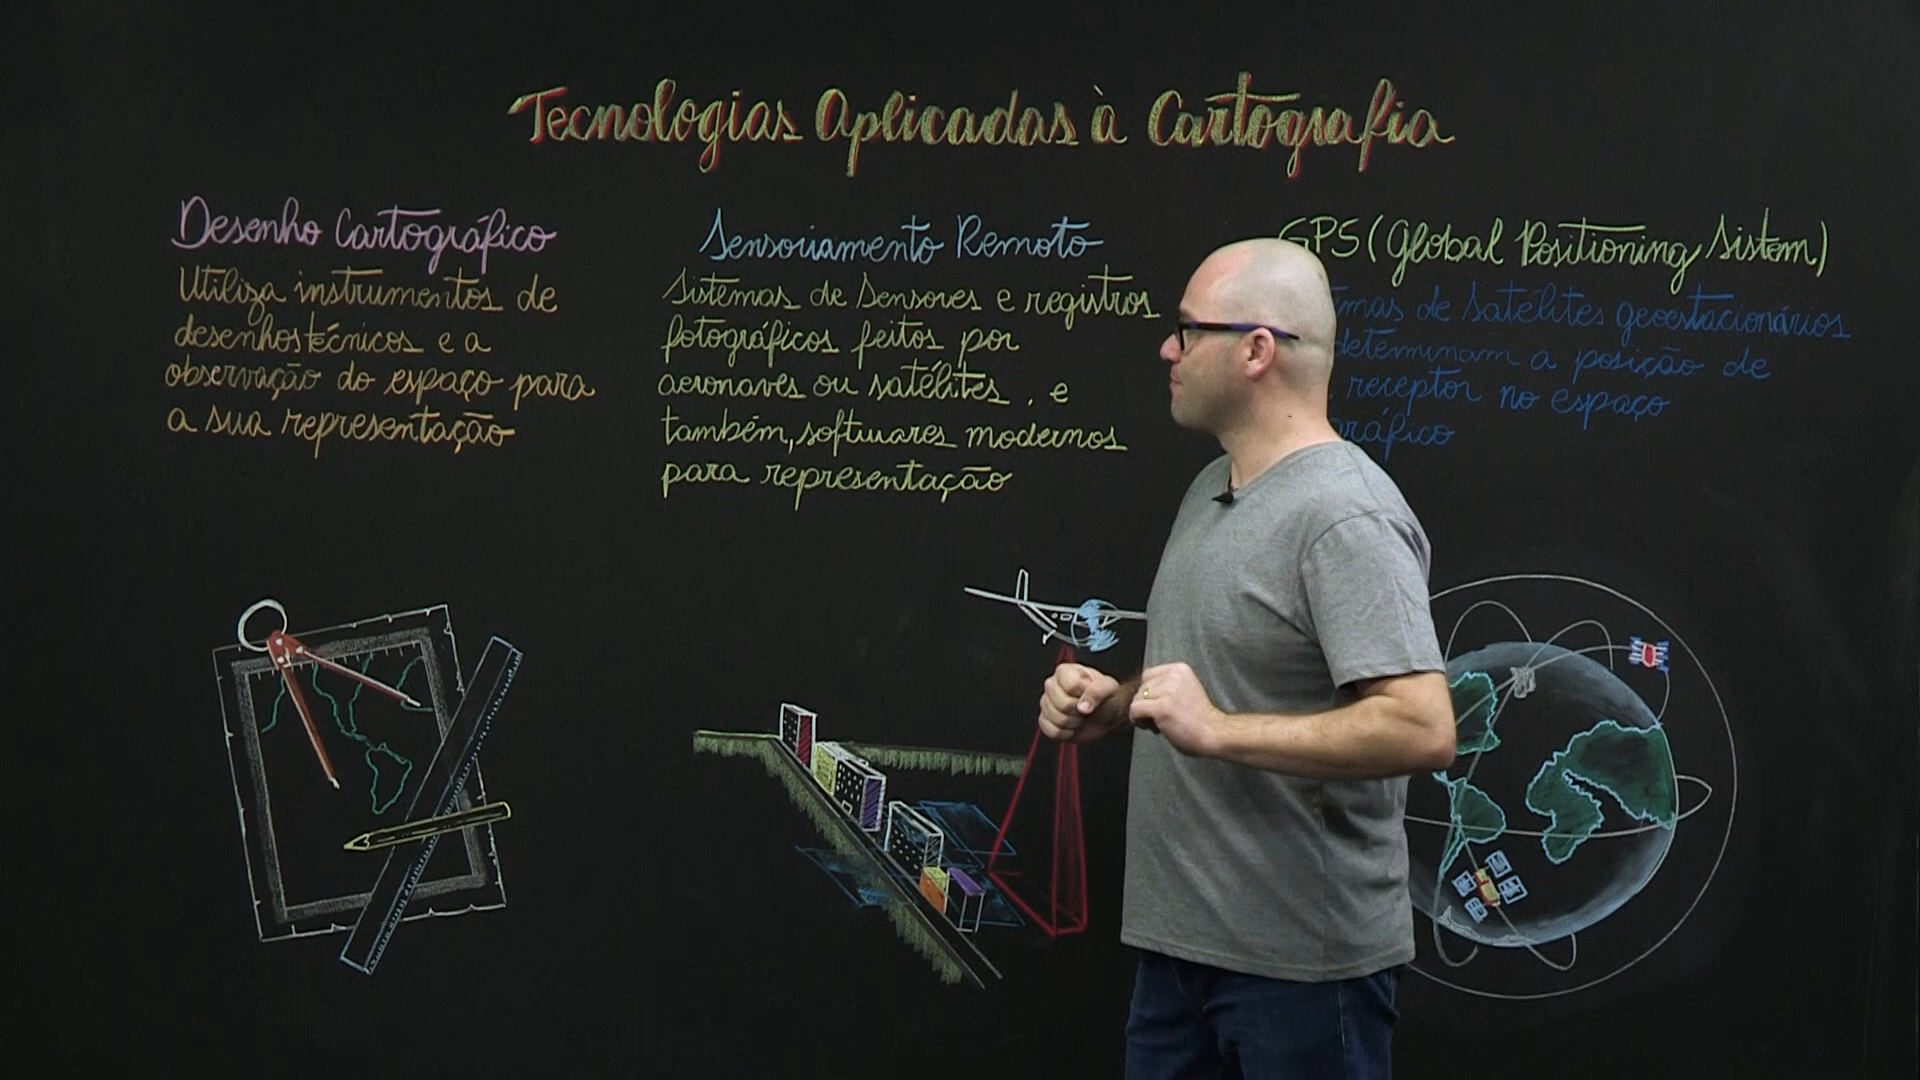 Tecnologias Aplicadas à Cartografia
Desenho Cartográfico
Utiliza instrumentos de
desenhos técnicos e a
observação do espaço para
a sua representação
Sensoriamento Remoto
Sistemas de Sensores e registros
fotográficos feitos por
aeronaves ou satélites, e
também, softwares modernos
para representação
GPS (Global Positioning Sistem)
emas de Satélites geoestacionários
determinam a posição de
receptor no espaço
gráfico